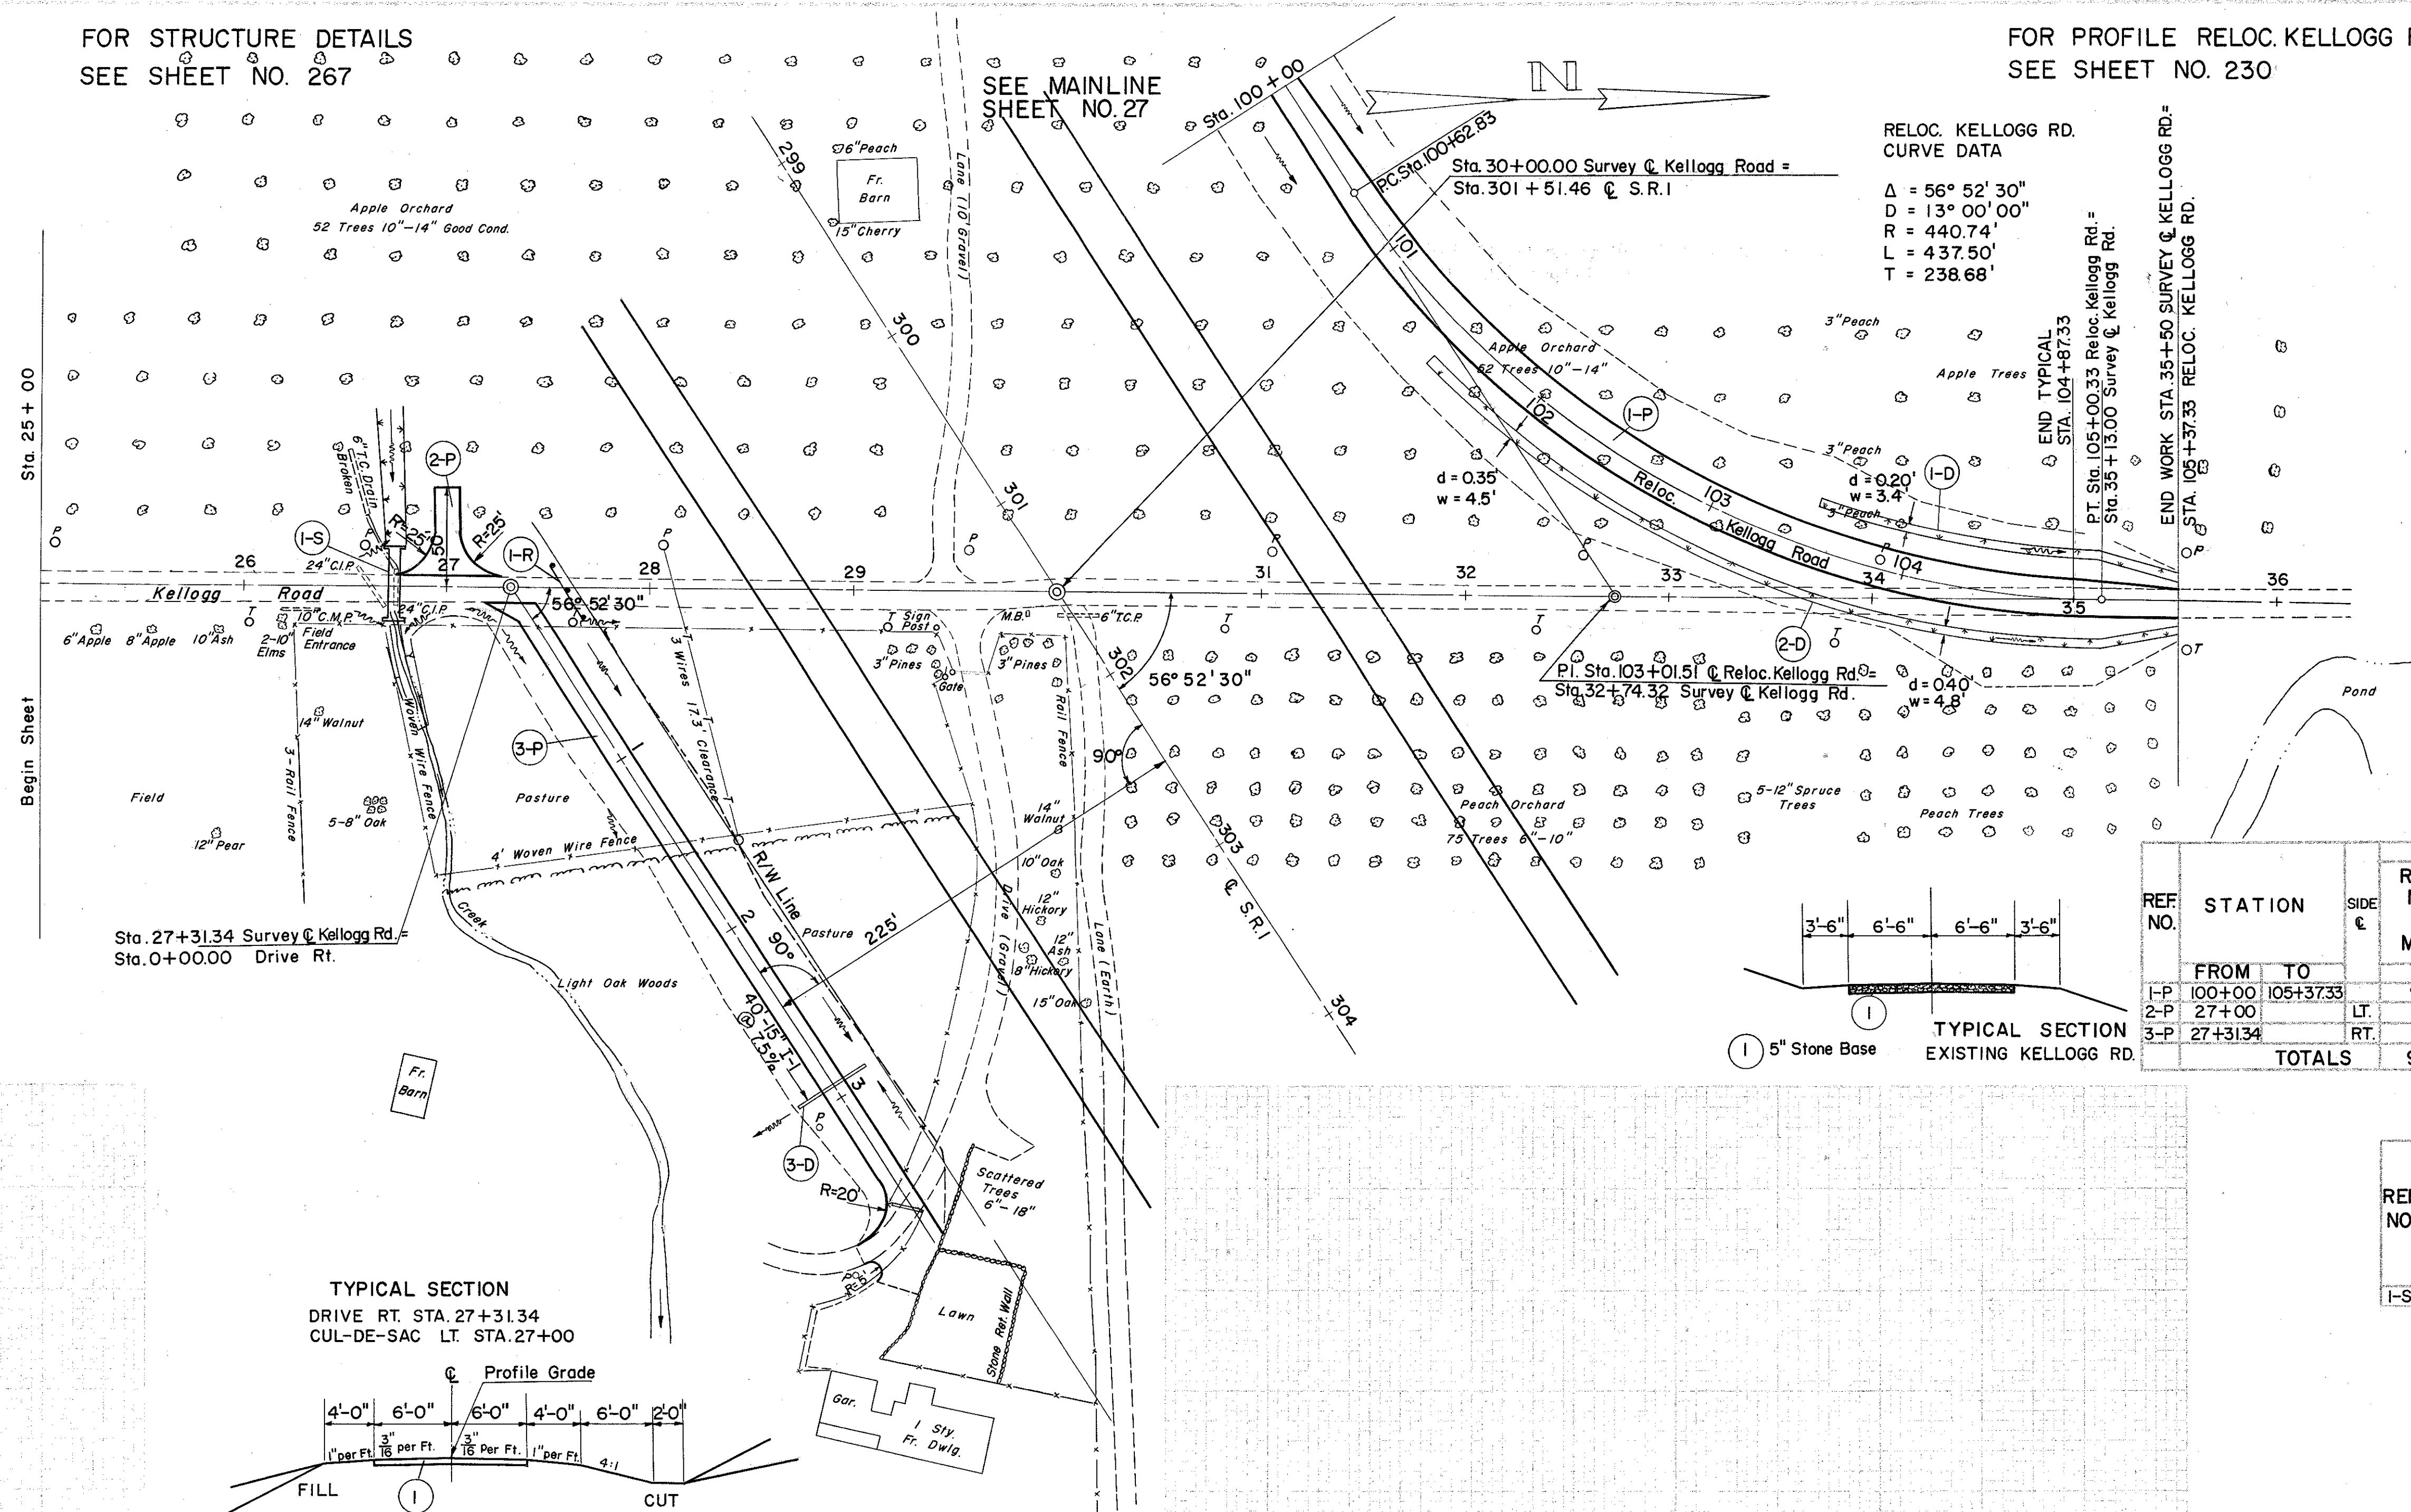 FOR STRUCTURE DETAILS
SEE SHEET NO. 267
SEE MAINLINE
SHEET NO. 27
FOR PROFILE RELOC. KELLOGG
SEE SHEET NO. 230
N
Sta. 100+00
P.C. Sta. 100+62.83
Sta. 30+00.00 Survey ℄ Kellogg Road =
Sta. 301+51.46 ℄ S.R. 1
RELOC. KELLOGG RD.
CURVE DATA
Δ = 56° 52' 30"
D = 13° 00' 00"
R = 440.74'
L = 437.50'
T = 238.68'
END TYPICAL
STA. 104+87.33
P.T. Sta. 105+00.33 Reloc. Kellogg Rd. =
Sta. 35+13.00 Survey ℄ Kellogg Rd.
END WORK STA. 35+50 SURVEY ℄ KELLOGG RD. =
STA. 105+37.33 RELOC. KELLOGG RD.
6" Peach
Fr.
Barn
15" Cherry
Lane (10' Gravel)
Apple Orchard
52 Trees 10"-14" Good Cond.
299
300
301
302
303
304
℄ S.R. 1
101
102
103
104
1-P
Apple Orchard
52 Trees 10"-14"
3" Peach
Apple Trees
3" Peach
3" Peach
d = 0.35'
w = 4.5'
d = 0.20'
w = 3.4'
1-D
Reloc. Kellogg Road
Sta. 25+00
Begin Sheet
6" T.C. Drain
Broken
2-P
R=25'
50'
R=25'
1-S
1-R
24" C.I.P.
24" C.I.P.
P
P
P
P
P
P
P
P
26
27
28
29
31
32
33
34
35
36
Kellogg Road
56° 52' 30"
T
T
T
T
T
T
T
10" C.M.P.
Field
Entrance
6" Apple
8" Apple
10" Ash
2-10"
Elms
Sign
Post
M.B.
6" T.C.P.
3" Pines
3" Pines
Gate
56° 52' 30"
P.I. Sta. 103+01.51 ℄ Reloc. Kellogg Rd. =
Sta. 32+74.32 Survey ℄ Kellogg Rd.
2-D
d = 0.40'
w = 4.8'
Pond
14" Walnut
3-Rail Fence
Woven Wire Fence
3 Wires 17.3' Clearance
Rail Fence
3-P
1
2
3
90°
Field
5-8" Oak
12" Pear
Pasture
4' Woven Wire Fence
R/W Line
14"
Walnut
10" Oak
12"
Hickory
12"
Ash
8" Hickory
15" Oak
Drive (Gravel)
Lane (Earth)
Peach Orchard
75 Trees 6"-10"
5-12" Spruce
Trees
Peach Trees
Creek
Sta. 27+31.34 Survey ℄ Kellogg Rd. =
Sta. 0+00.00 Drive Rt.
Light Oak Woods
Pasture
225'
90°
40'-15" I-1
@ 7.5%
3-D
R=20'
R=5'
Fr.
Barn
Scattered
Trees
6"-18"
Lawn
Stone Ret. Wall
Gar.
1 Sty.
Fr. Dwlg.
3'-6" 6'-6" 6'-6" 3'-6"
1
1 5" Stone Base
TYPICAL SECTION
EXISTING KELLOGG RD.
REF. NO. STATION SIDE ℄
FROM TO
1-P 100+00 105+37.33
2-P 27+00 LT.
3-P 27+31.34 RT.
TOTALS
NO
1-S
TYPICAL SECTION
DRIVE RT. STA. 27+31.34
CUL-DE-SAC LT. STA. 27+00
℄ Profile Grade
4'-0" 6'-0" 6'-0" 4'-0" 6'-0" 2'-0"
1" per Ft. 3/16" per Ft. 3/16" Per Ft. 1" per Ft. 4:1
FILL
1
CUT